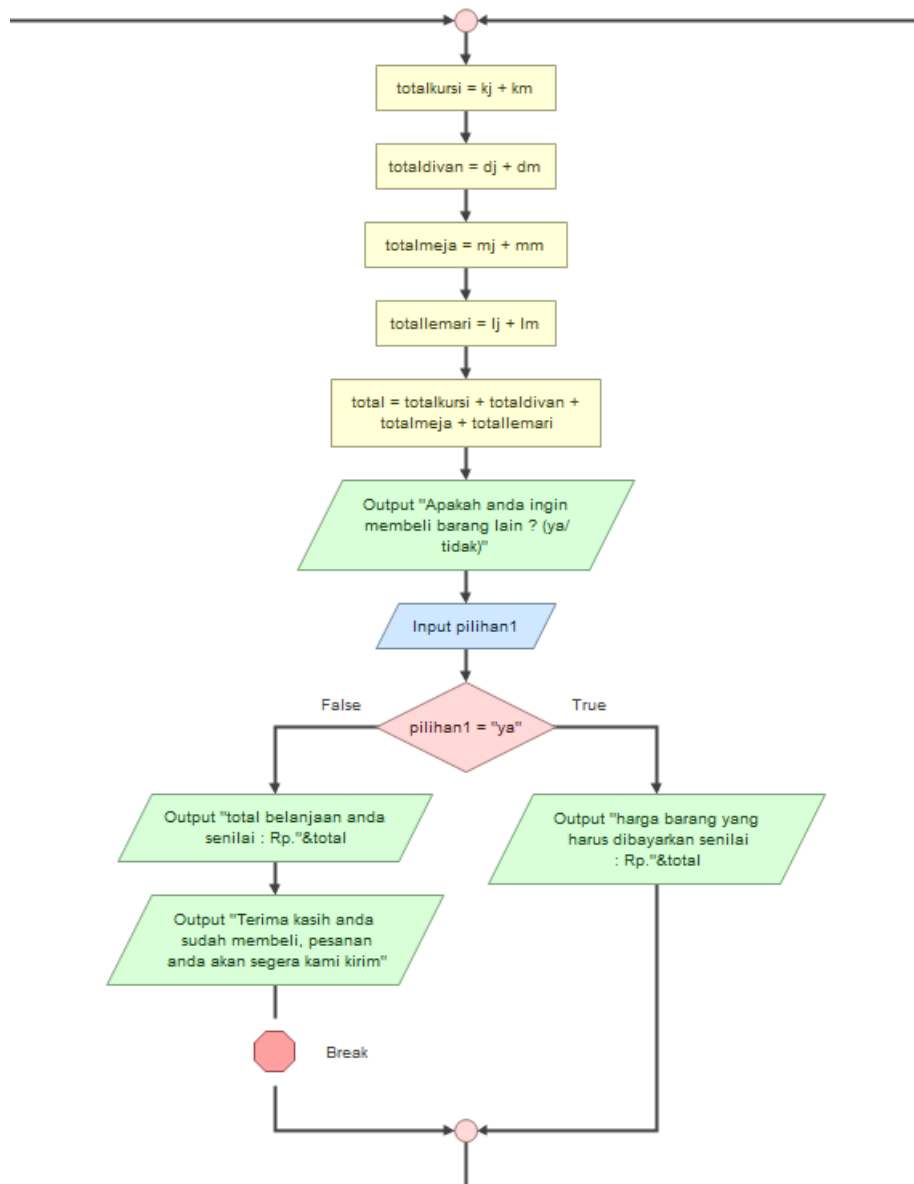 totalkursi = kj + km
totaldivan = dj + dm
totalmeja = mj + mm
totallemari = lj + lm
total = totalkursi + totaldivan +
totalmeja + totallemari
Output "Apakah anda ingin
membeli barang lain ? (ya/
tidak)"
Input pilihan1
False
True
pilihan1 = "ya"
Output "total belanjaan anda
senilai : Rp."&total
Output "harga barang yang
harus dibayarkan senilai
: Rp."&total
Output "Terima kasih anda
sudah membeli, pesanan
anda akan segera kami kirim"
Break